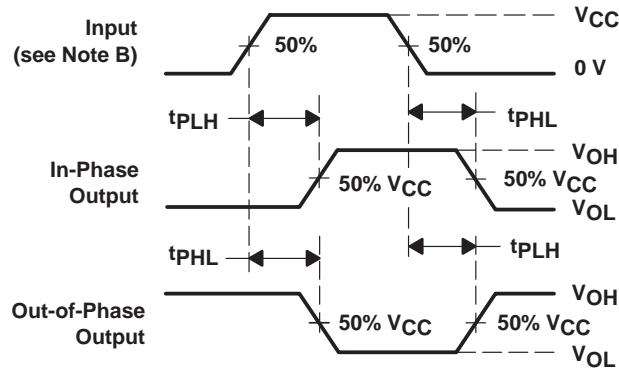 Input
(see Note B)
50%
50%
VCC
0 V
tPLH
tPHL
In-Phase
Output
50% VCC
50% VCC
VOH
VOL
tPHL
tPLH
Out-of-Phase
Output
50% VCC
50% VCC
VOH
VOL